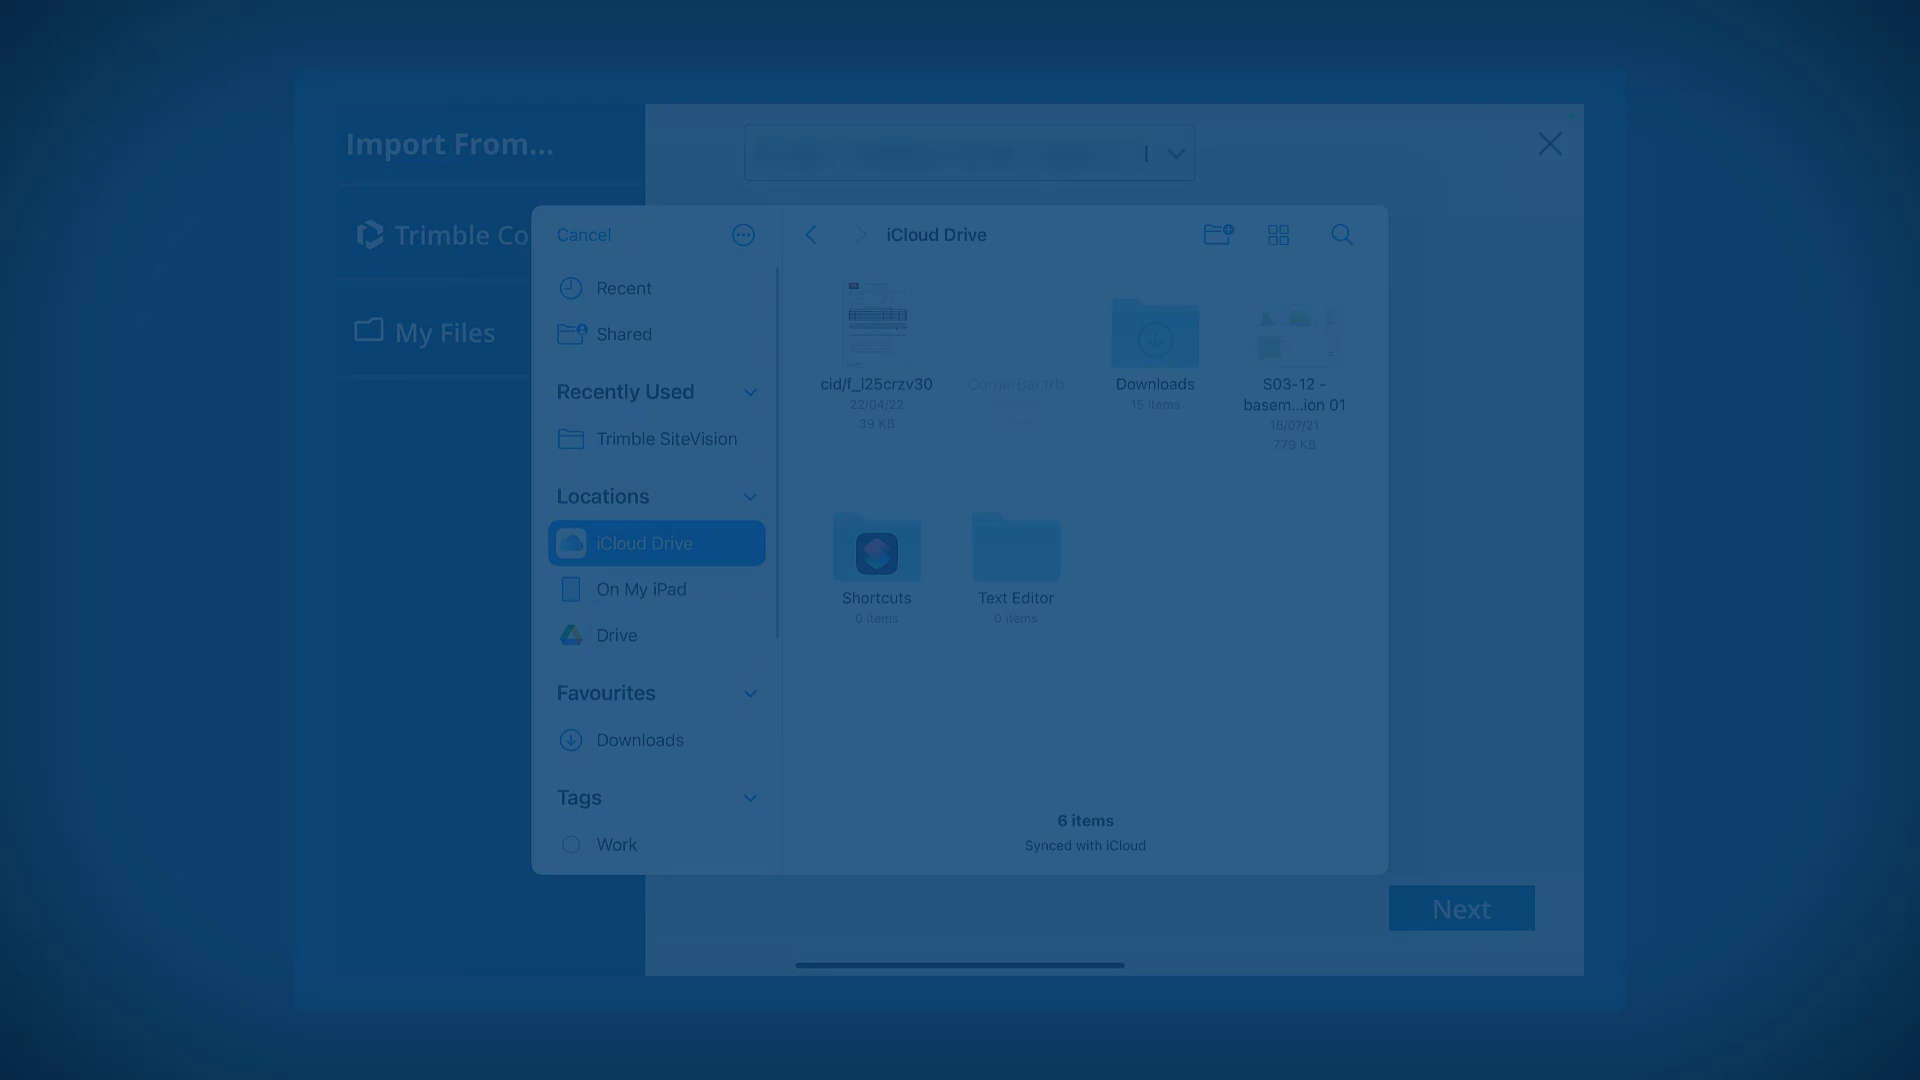 Import From...
Trimble Co
My Files
Cancel
Recent
Shared
Recently Used
Trimble SiteVision
Locations
iCloud Drive
On My iPad
Drive
Favourites
Downloads
Tags
Work
iCloud Drive
cid/f_l25crzv30
22/04/22
39 KB
CornerBar.trb
Downloads
15 items
S03-12 -
basem...ion 01
16/07/21
779 KB
Shortcuts
0 items
Text Editor
0 items
6 items
Synced with iCloud
Next